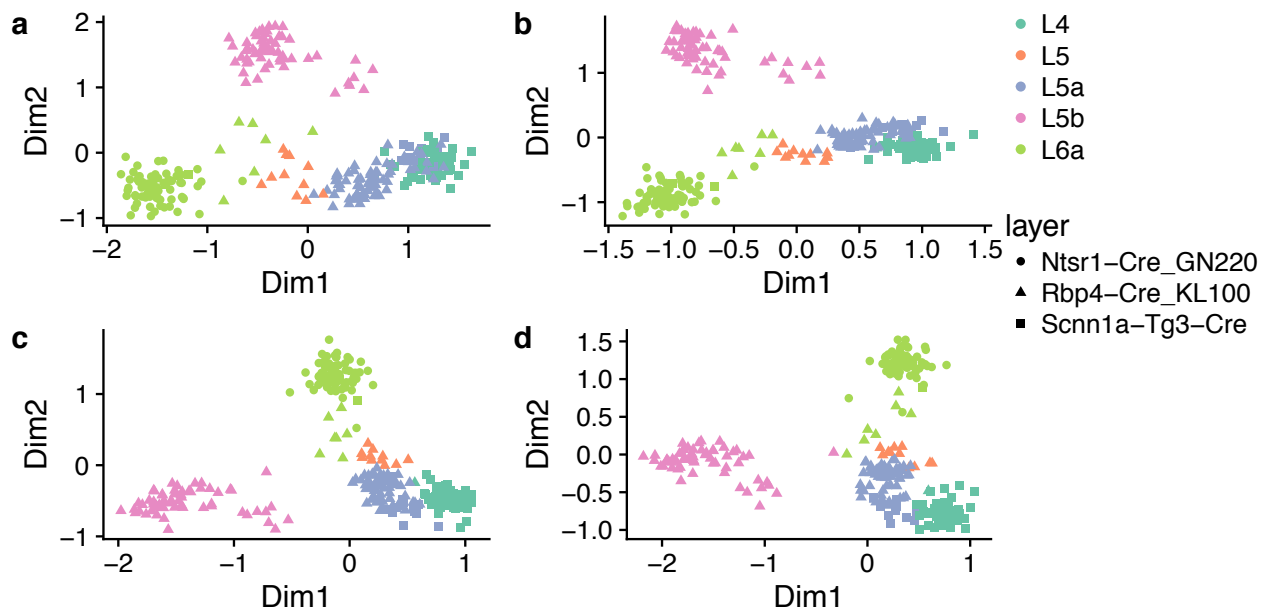 a
2
1
0
−1
Dim2
−2
−1
0
1
Dim1
b
1
0
−1
Dim2
−1.5
−1.0
−0.5
0.0
0.5
1.0
1.5
Dim1
L4
L5
L5a
L5b
L6a
layer
Ntsr1−Cre_GN220
Rbp4−Cre_KL100
Scnn1a−Tg3−Cre
c
1
0
−1
Dim2
−2
−1
0
1
Dim1
d
1.5
1.0
0.5
0.0
−0.5
−1.0
Dim2
−2
−1
0
1
Dim1